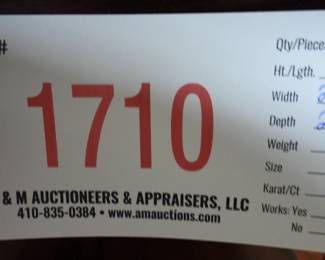 #
1710
& M AUCTIONEERS & APPRAISERS, LLC
410-835-0384 • www.amauctions.com
Qty/Piece
Ht./Lgth.
Width
Depth
Weight
Size
Karat/Ct
Works: Yes
No